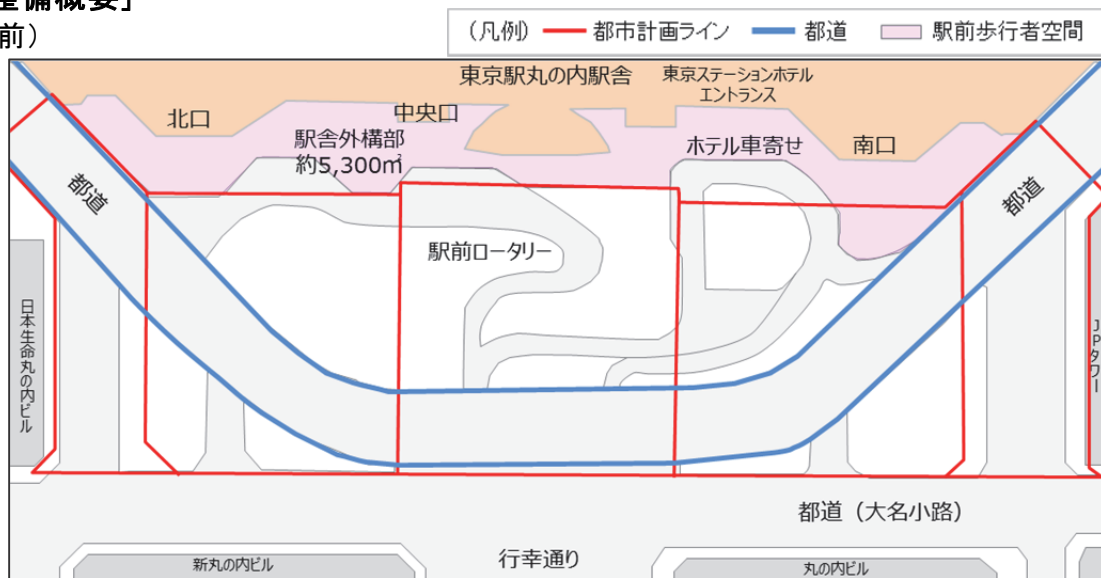 整備概要」
前）
（凡例） 都市計画ライン 都道 駅前歩行者空間
東京駅丸の内駅舎
東京ステーションホテル
エントランス
北口
中央口
駅舎外構部
約5,300㎡
ホテル車寄せ
南口
都道
都道
駅前ロータリー
日本生命丸の内ビル
JPタワー
都道（大名小路）
行幸通り
新丸の内ビル
丸の内ビル